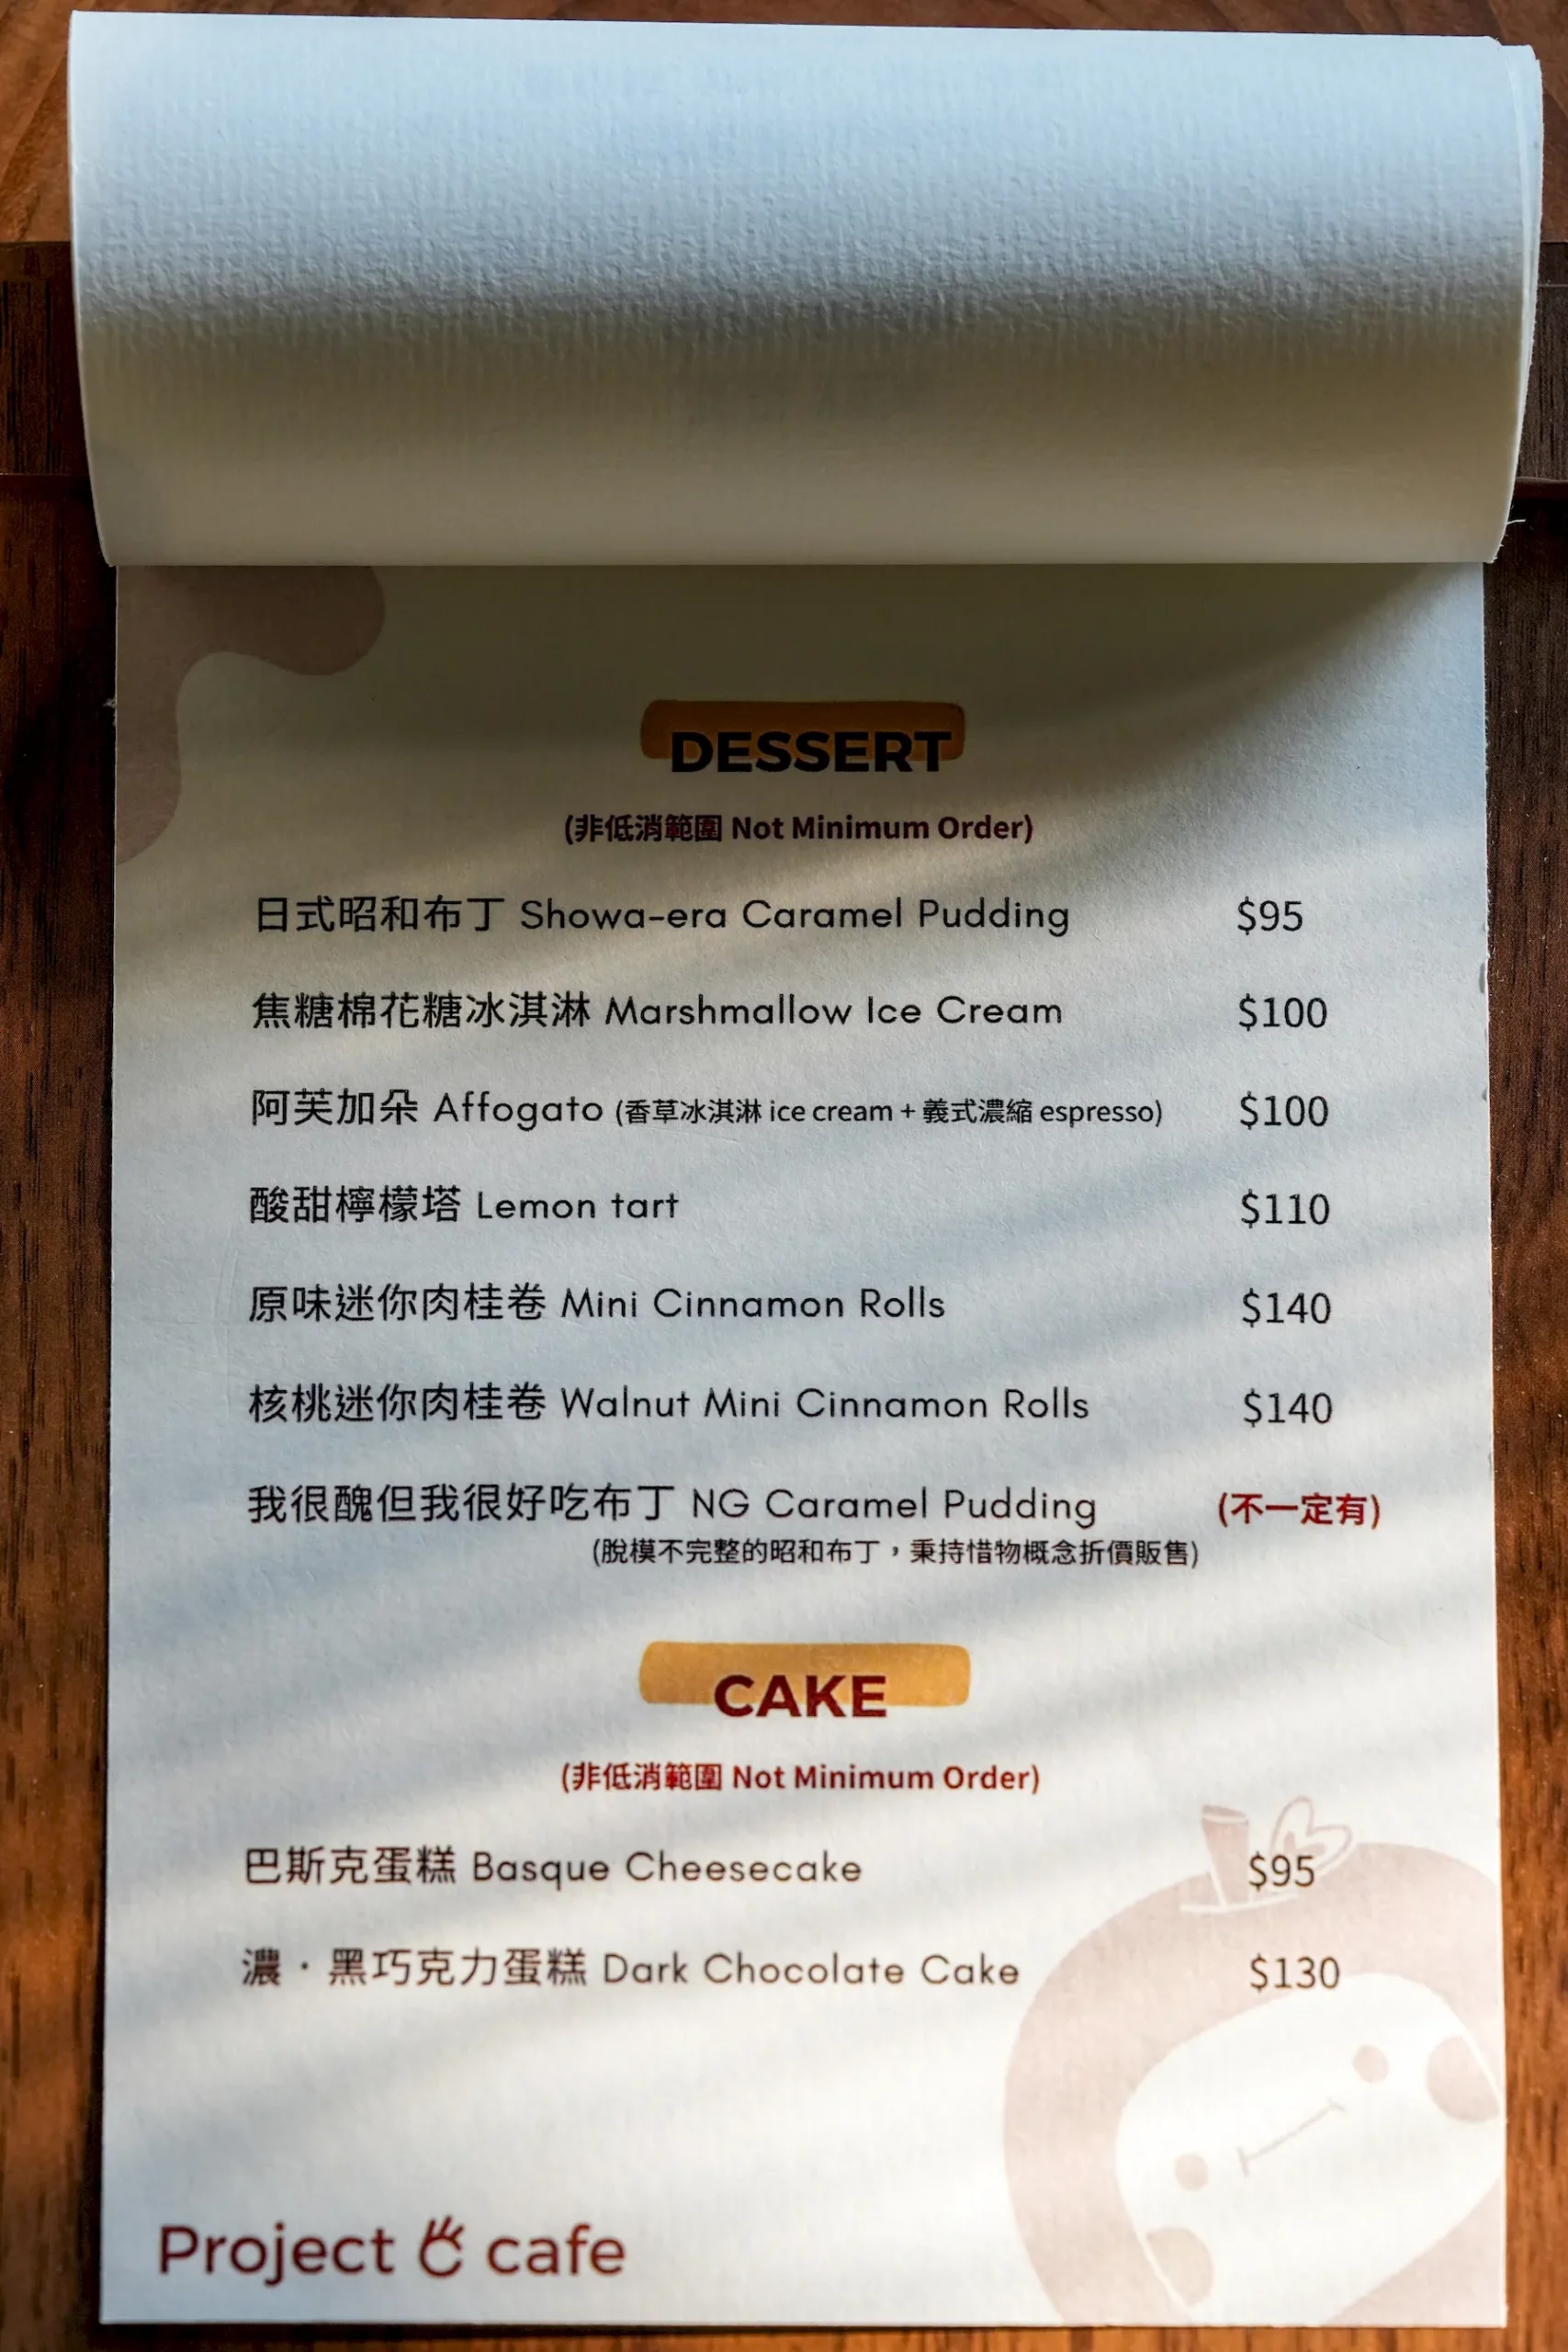 DESSERT
(非低消範圍 Not Minimum Order)
日式昭和布丁 Showa-era Caramel Pudding $95
焦糖棉花糖冰淇淋 Marshmallow Ice Cream $100
阿芙加朵 Affogato (香草冰淇淋 ice cream + 義式濃縮 espresso) $100
酸甜檸檬塔 Lemon tart $110
原味迷你肉桂卷 Mini Cinnamon Rolls $140
核桃迷你肉桂卷 Walnut Mini Cinnamon Rolls $140
我很醜但我很好吃布丁 NG Caramel Pudding (不一定有)
(脫模不完整的昭和布丁，秉持惜物概念折價販售)
CAKE
(非低消範圍 Not Minimum Order)
巴斯克蛋糕 Basque Cheesecake $95
濃・黑巧克力蛋糕 Dark Chocolate Cake $130
Project C cafe